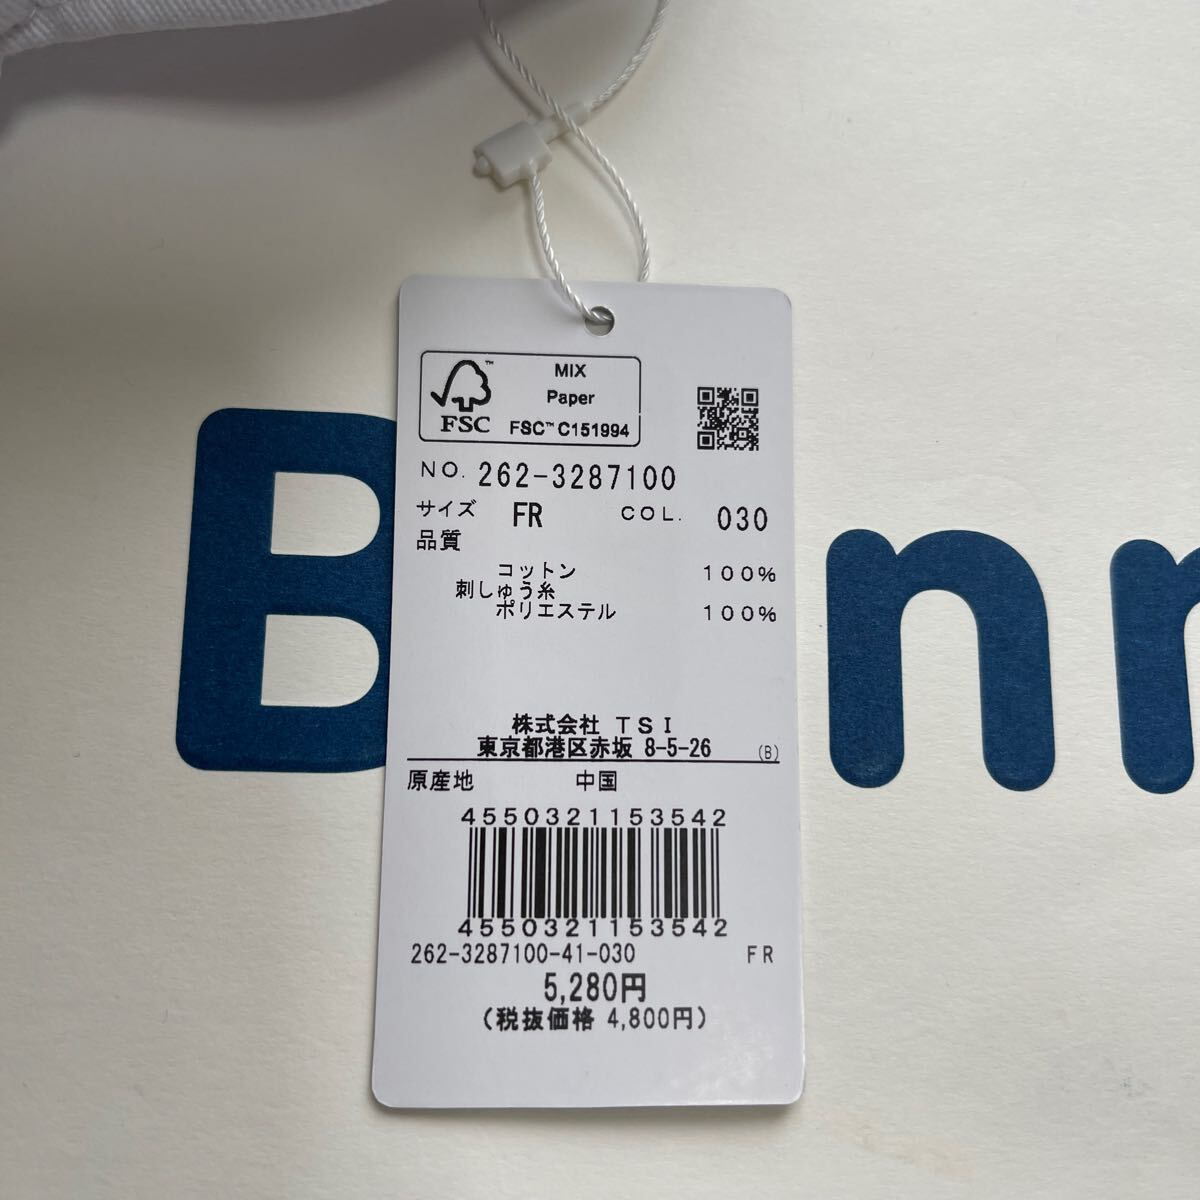 FSC™
MIX
Paper
FSC™ C151994
NO. 262-3287100
サイズ FR COL. 030
品質
コットン 100%
刺しゅう糸
ポリエステル 100%
株式会社 TSI
東京都港区赤坂 8-5-26 (B)
原産地 中国
4550321153542
4550321153542
262-3287100-41-030 FR
5,280円
(税抜価格 4,800円)
B nn